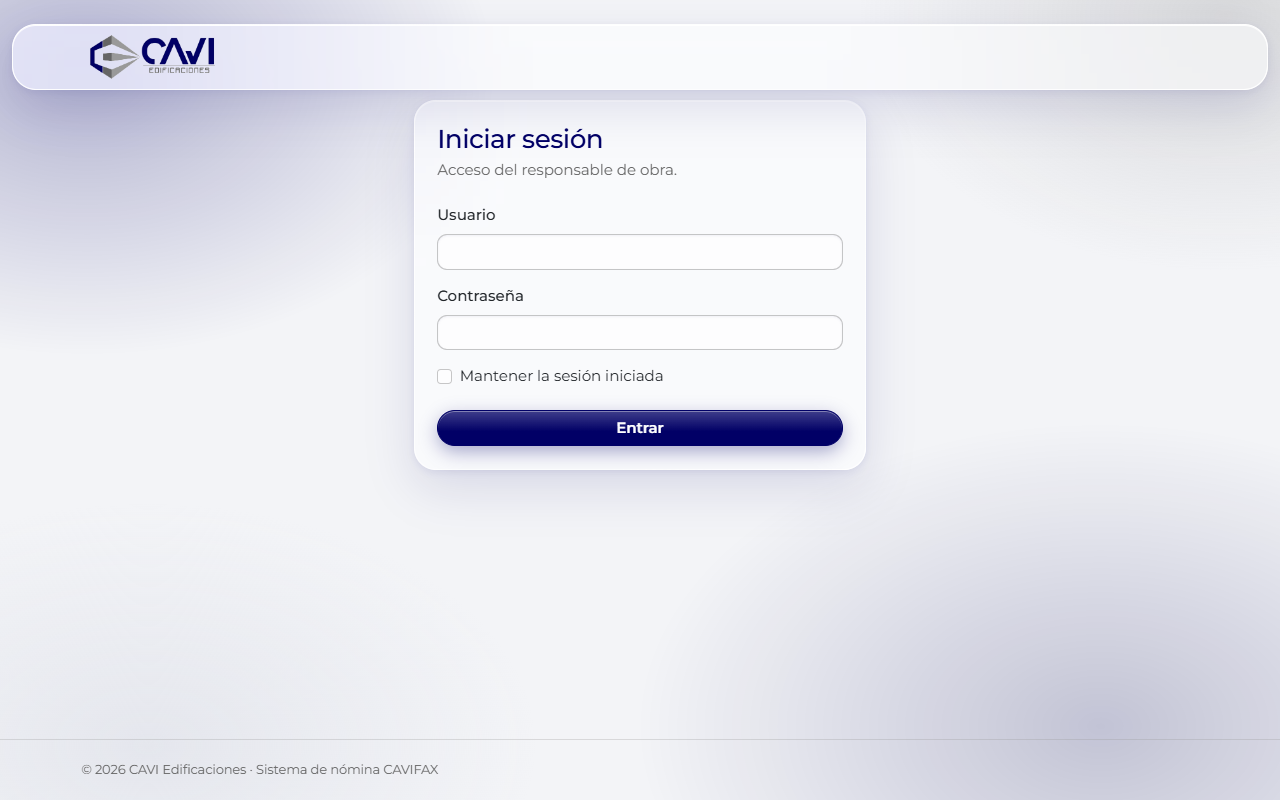 CAVI
EDIFICACIONES
Iniciar sesión
Acceso del responsable de obra.
Usuario
Contraseña
Mantener la sesión iniciada
Entrar
© 2026 CAVI Edificaciones · Sistema de nómina CAVIFAX